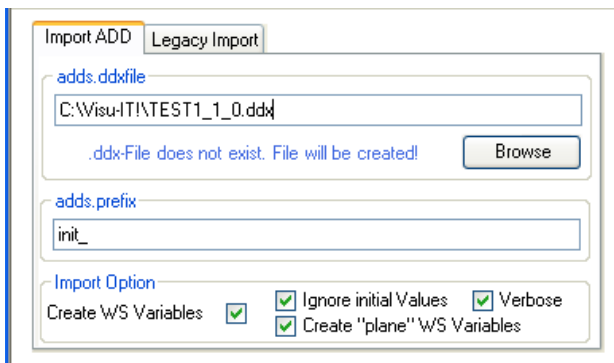 Import ADD Legacy Import
adds.ddxfile
C:\Visu-IT!\TEST1_1_0.ddx
.ddx-File does not exist. File will be created! Browse
adds.prefix
init_
Import Option
Create WS Variables Ignore initial Values Verbose
Create "plane" WS Variables